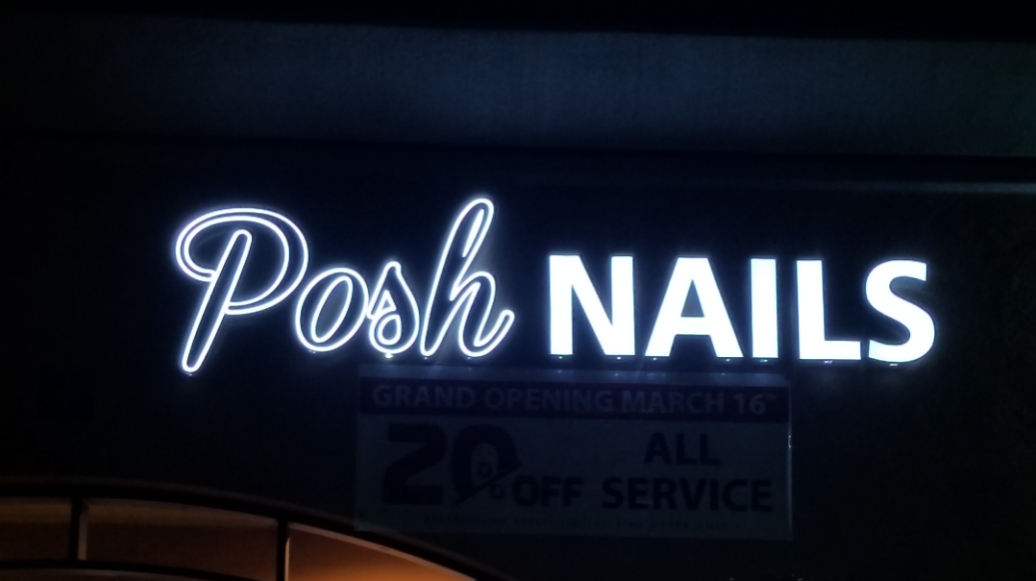 Posh NAILS
GRAND OPENING MARCH 16TH
20% OFF ALL SERVICE